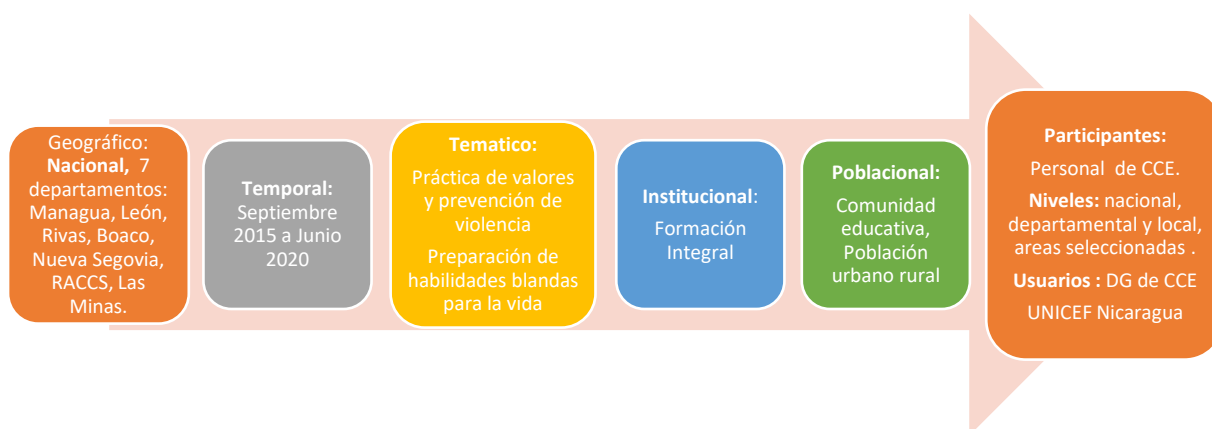 Geográfico:
Nacional, 7
departamentos:
Managua, León,
Rivas, Boaco,
Nueva Segovia,
RACCS, Las
Minas.
Temporal:
Septiembre
2015 a Junio
2020
Tematico:
Práctica de valores
y prevención de
violencia
Preparación de
habilidades blandas
para la vida
Institucional:
Formación
Integral
Poblacional:
Comunidad
educativa,
Población
urbano rural
Participantes:
Personal de CCE.
Niveles: nacional,
departamental y local,
areas seleccionadas .
Usuarios : DG de CCE
UNICEF Nicaragua